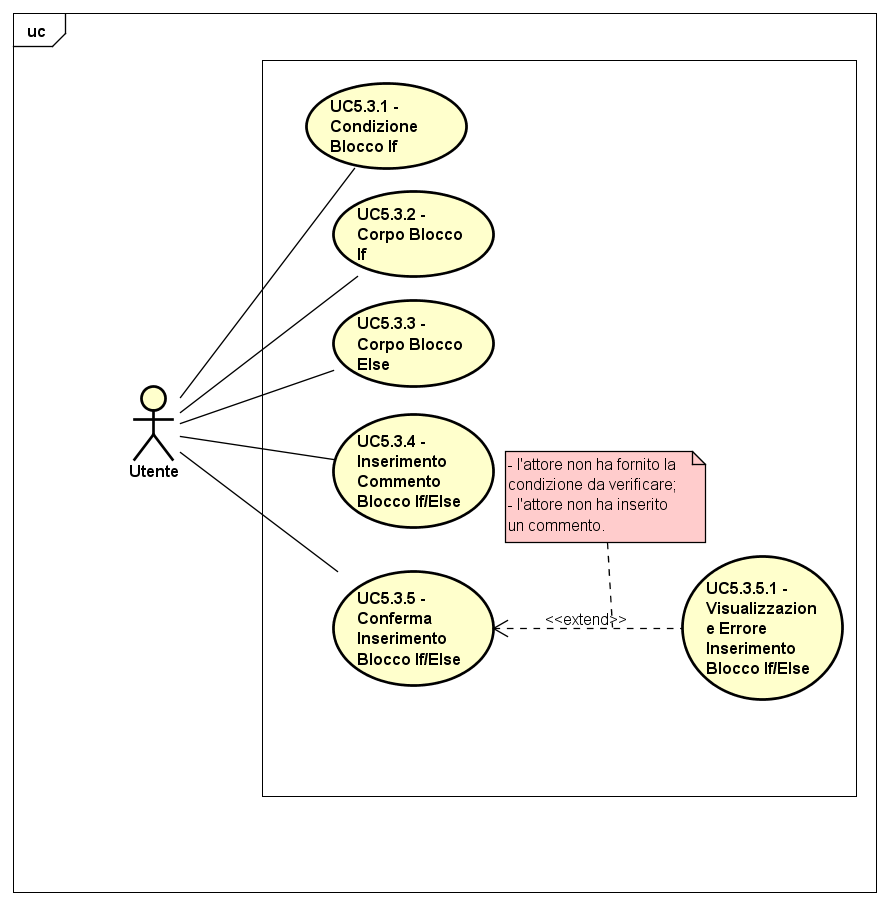 uc
UC5.3.1 -
Condizione
Blocco If
UC5.3.2 -
Corpo Blocco
If
UC5.3.3 -
Corpo Blocco
Else
Utente
UC5.3.4 -
Inserimento
Commento
Blocco If/Else
- l'attore non ha fornito la
condizione da verificare;
- l'attore non ha inserito
un commento.
UC5.3.5 -
Conferma
Inserimento
Blocco If/Else
<<extend>>
UC5.3.5.1 -
Visualizzazion
e Errore
Inserimento
Blocco If/Else